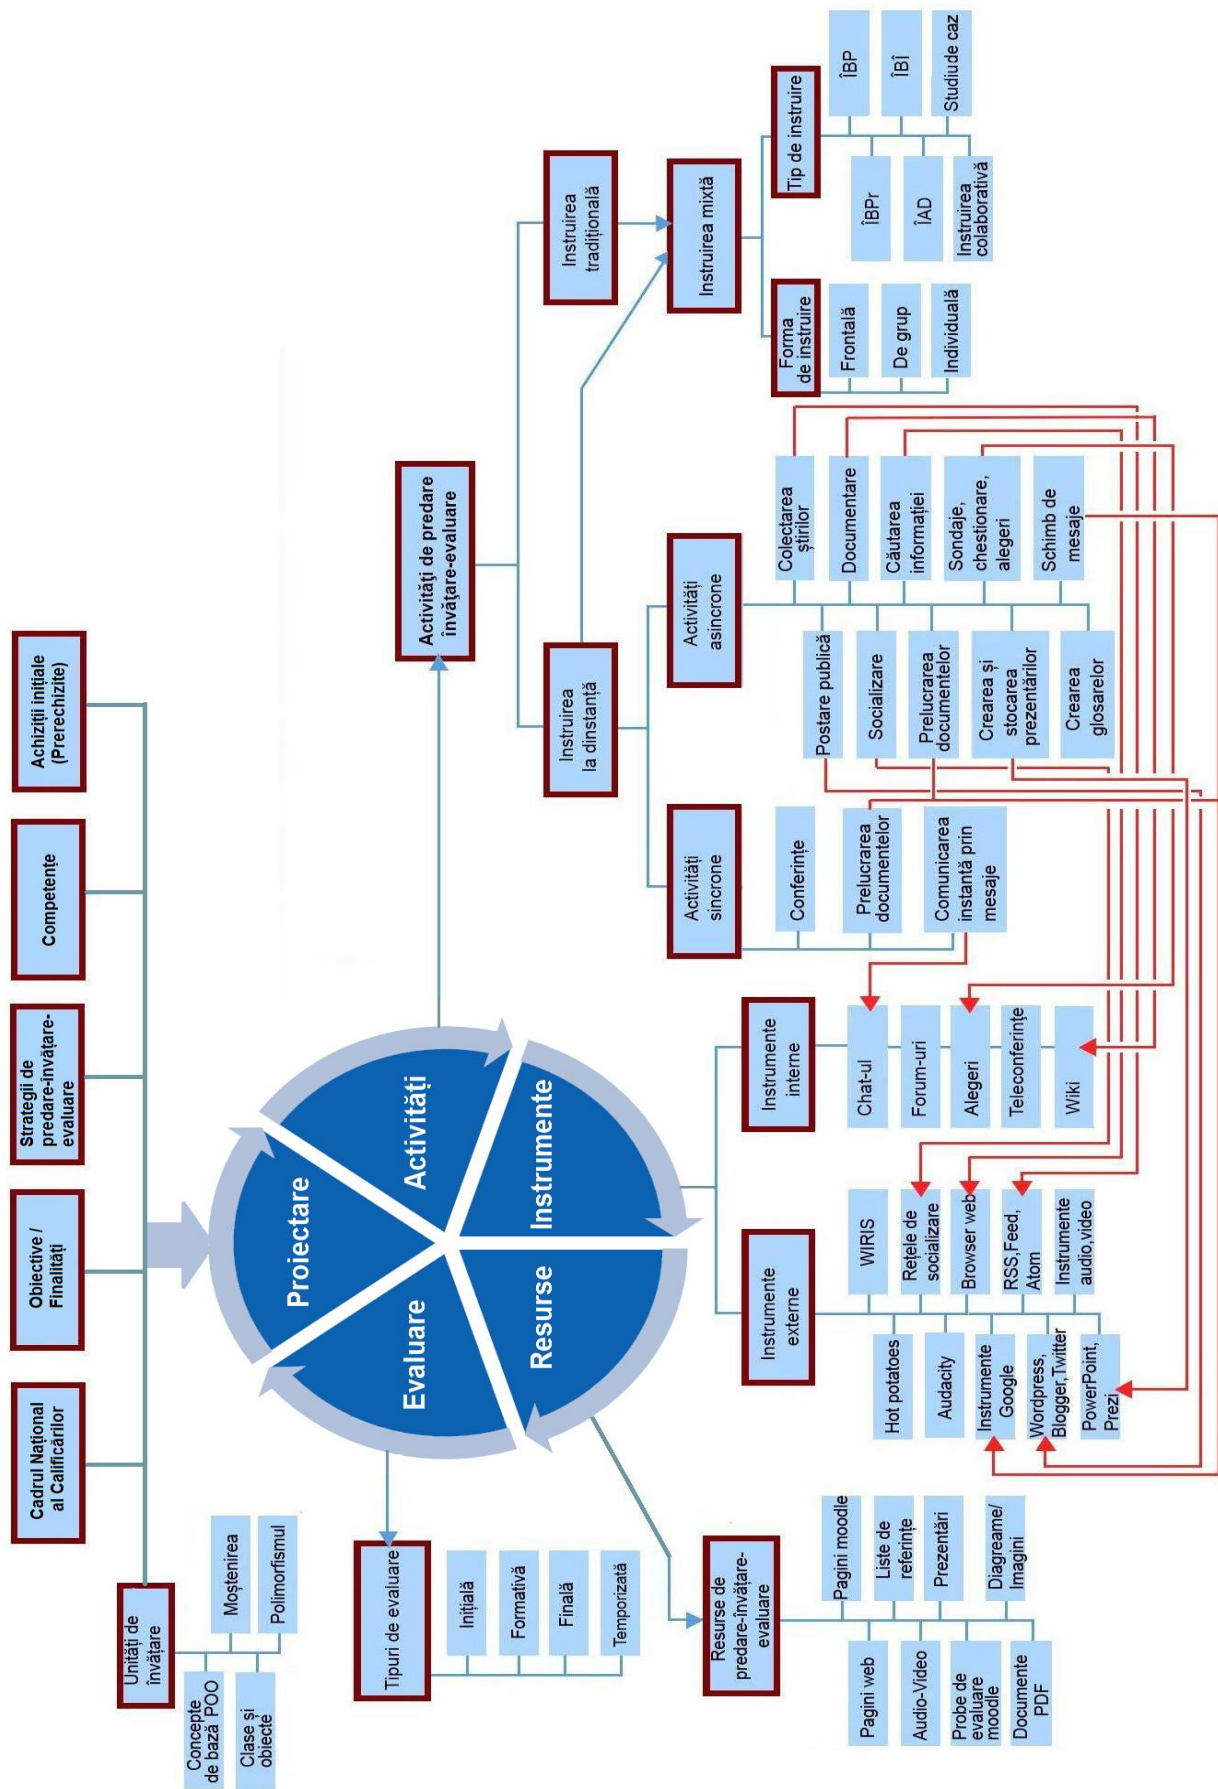 Cadrul Național
al Calificărilor
Obiective /
Finalități
Strategii de
predare-învățare-
evaluare
Competențe
Achiziții inițiale
(Prerechizite)
Unități de
învățare
Concepte
de bază POO
Moștenirea
Clase și
obiecte
Polimorfismul
Proiectare
Activități
Instrumente
Resurse
Evaluare
Tipuri de evaluare
Inițială
Formativă
Finală
Temporizată
Resurse de
predare-învățare-
evaluare
Pagini web
Pagini moodle
Audio-Video
Liste de
referințe
Probe de
evaluare
moodle
Prezentări
Documente
PDF
Diagreame/
Imagini
Instrumente
externe
Hot potatoes
WIRIS
Audacity
Rețele de
socializare
Instrumente
Google
Browser web
Wordpress,
Blogger,Twitter
RSS,Feed,
Atom
PowerPoint,
Prezi
Instrumente
audio,video
Instrumente
interne
Chat-ul
Forum-uri
Alegeri
Teleconferințe
Wiki
Activități de predare
învățare-evaluare
Instruirea
la dinstanță
Instruirea
tradițională
Activități
sincrone
Conferințe
Prelucrarea
documentelor
Comunicarea
instantă prin
mesaje
Activități
asincrone
Postare publică
Colectarea
știrilor
Socializare
Documentare
Prelucrarea
documentelor
Căutarea
informației
Crearea și
stocarea
prezentărilor
Sondaje,
chestionare,
alegeri
Crearea
glosarelor
Schimb de
mesaje
Instruirea mixtă
Forma
de instruire
Frontală
De grup
Individuală
Tip de instruire
ÎBPr
ÎBP
ÎAD
ÎBÎ
Instruirea
colaborativă
Studiude caz